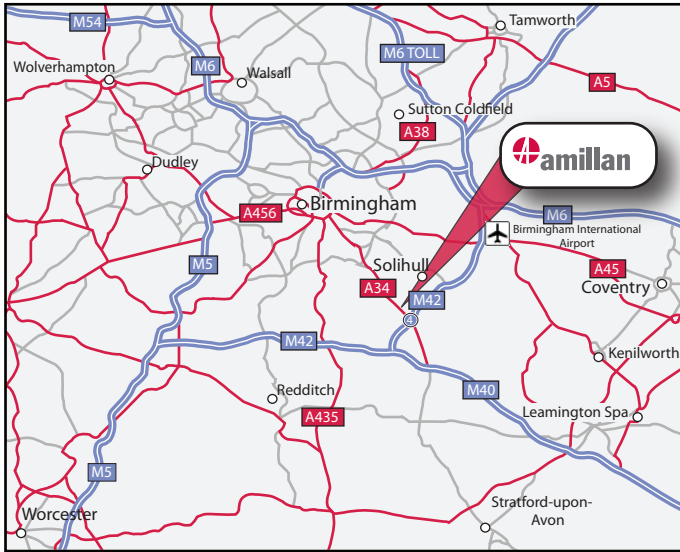 M54
Tamworth
M6 TOLL
Wolverhampton
M6
Walsall
A5
Sutton Coldfield
A38
amillan
Dudley
A456
Birmingham
M6
Birmingham International
Airport
M5
Solihull
A34
A45
M42
Coventry
4
M42
Kenilworth
M40
Redditch
A435
Leamington Spa
M5
Stratford-upon-
Avon
Worcester